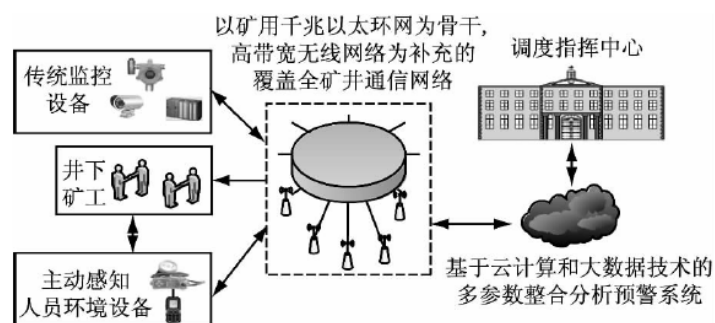 以矿用千兆以太环网为骨干,
高带宽无线网络为补充的
覆盖全矿井通信网络
调度指挥中心
传统监控
设备
井下
矿工
主动感知
人员环境设备
基于云计算和大数据技术的
多参数整合分析预警系统